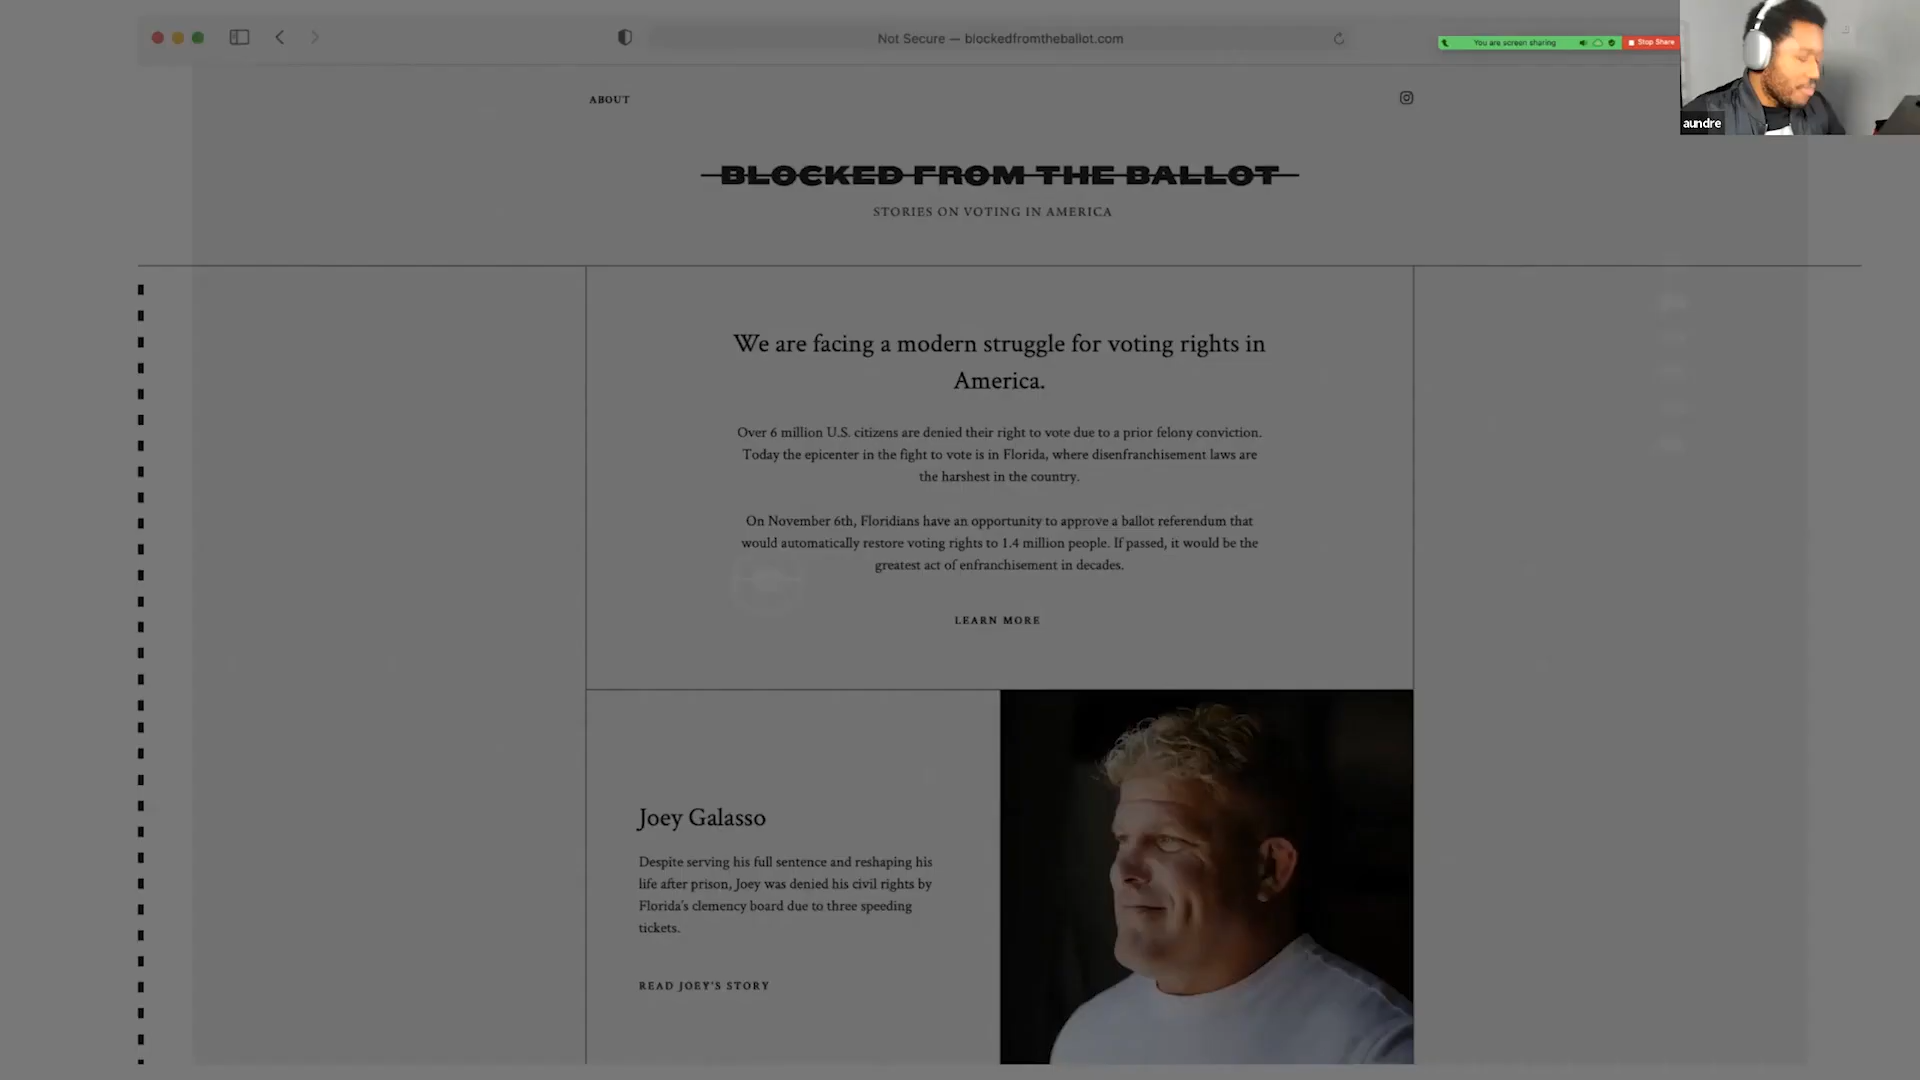 Not Secure — blockedfromtheballot.com
You are screen sharing
Stop Share
aundre
ABOUT
BLOCKED FROM THE BALLOT
STORIES ON VOTING IN AMERICA
We are facing a modern struggle for voting rights in
America.
Over 6 million U.S. citizens are denied their right to vote due to a prior felony conviction.
Today the epicenter in the fight to vote is in Florida, where disenfranchisement laws are
the harshest in the country.
On November 6th, Floridians have an opportunity to approve a ballot referendum that
would automatically restore voting rights to 1.4 million people. If passed, it would be the
greatest act of enfranchisement in decades.
LEARN MORE
Joey Galasso
Despite serving his full sentence and reshaping his
life after prison, Joey was denied his civil rights by
Florida's clemency board due to three speeding
tickets.
READ JOEY'S STORY